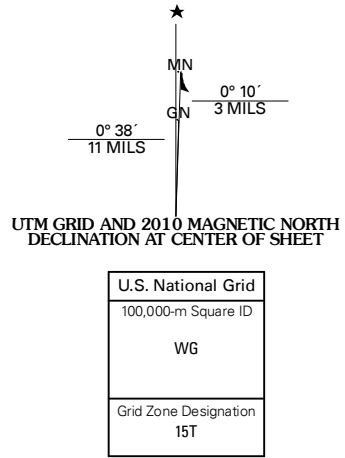 MN
0° 10´
3 MILS
GN
0° 38´
11 MILS
UTM GRID AND 2010 MAGNETIC NORTH
DECLINATION AT CENTER OF SHEET
U.S. National Grid
100,000-m Square ID
WG
Grid Zone Designation
15T